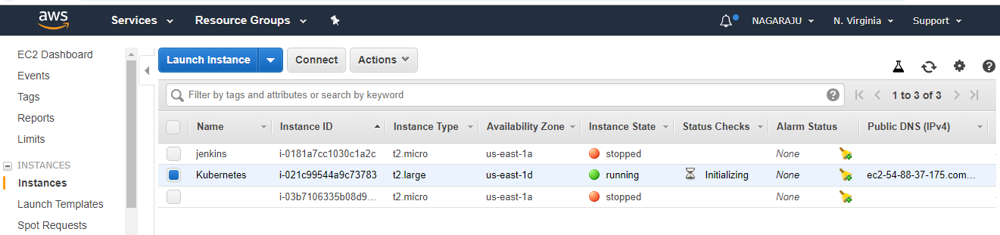 aws Services Resource Groups NAGARAJU N. Virginia Support
EC2 Dashboard
Events
Tags
Reports
Limits
INSTANCES
Instances
Launch Templates
Spot Requests
Launch Instance Connect Actions
Filter by tags and attributes or search by keyword ? 1 to 3 of 3
Name Instance ID Instance Type Availability Zone Instance State Status Checks Alarm Status Public DNS (IPv4)
jenkins i-0181a7cc1030c1a2c t2.micro us-east-1a stopped None
Kubernetes i-021c99544a9c73783 t2.large us-east-1d running Initializing None ec2-54-88-37-175.com...
i-03b7106335b08d9... t2.micro us-east-1a stopped None